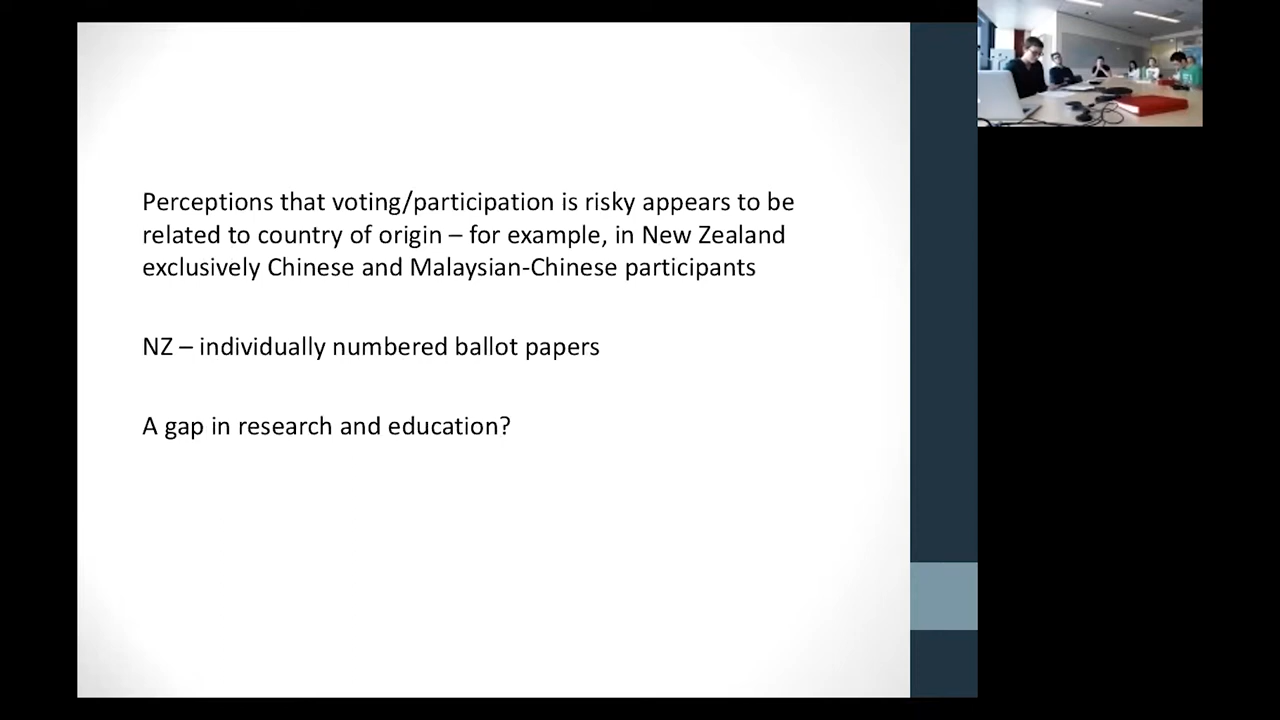 Perceptions that voting/participation is risky appears to be
related to country of origin – for example, in New Zealand
exclusively Chinese and Malaysian-Chinese participants
NZ – individually numbered ballot papers
A gap in research and education?